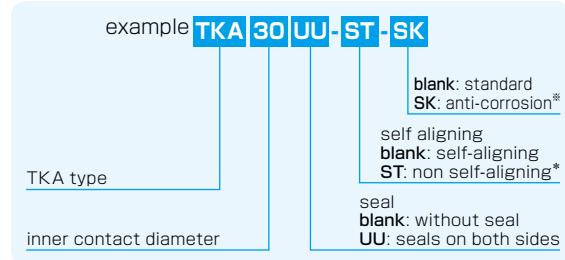 example TKA 30 UU - ST - SK
blank: standard
SK: anti-corrosion※
self aligning
blank: self-aligning
ST: non self-aligning*
TKA type
seal
blank: without seal
inner contact diameter
UU: seals on both sides